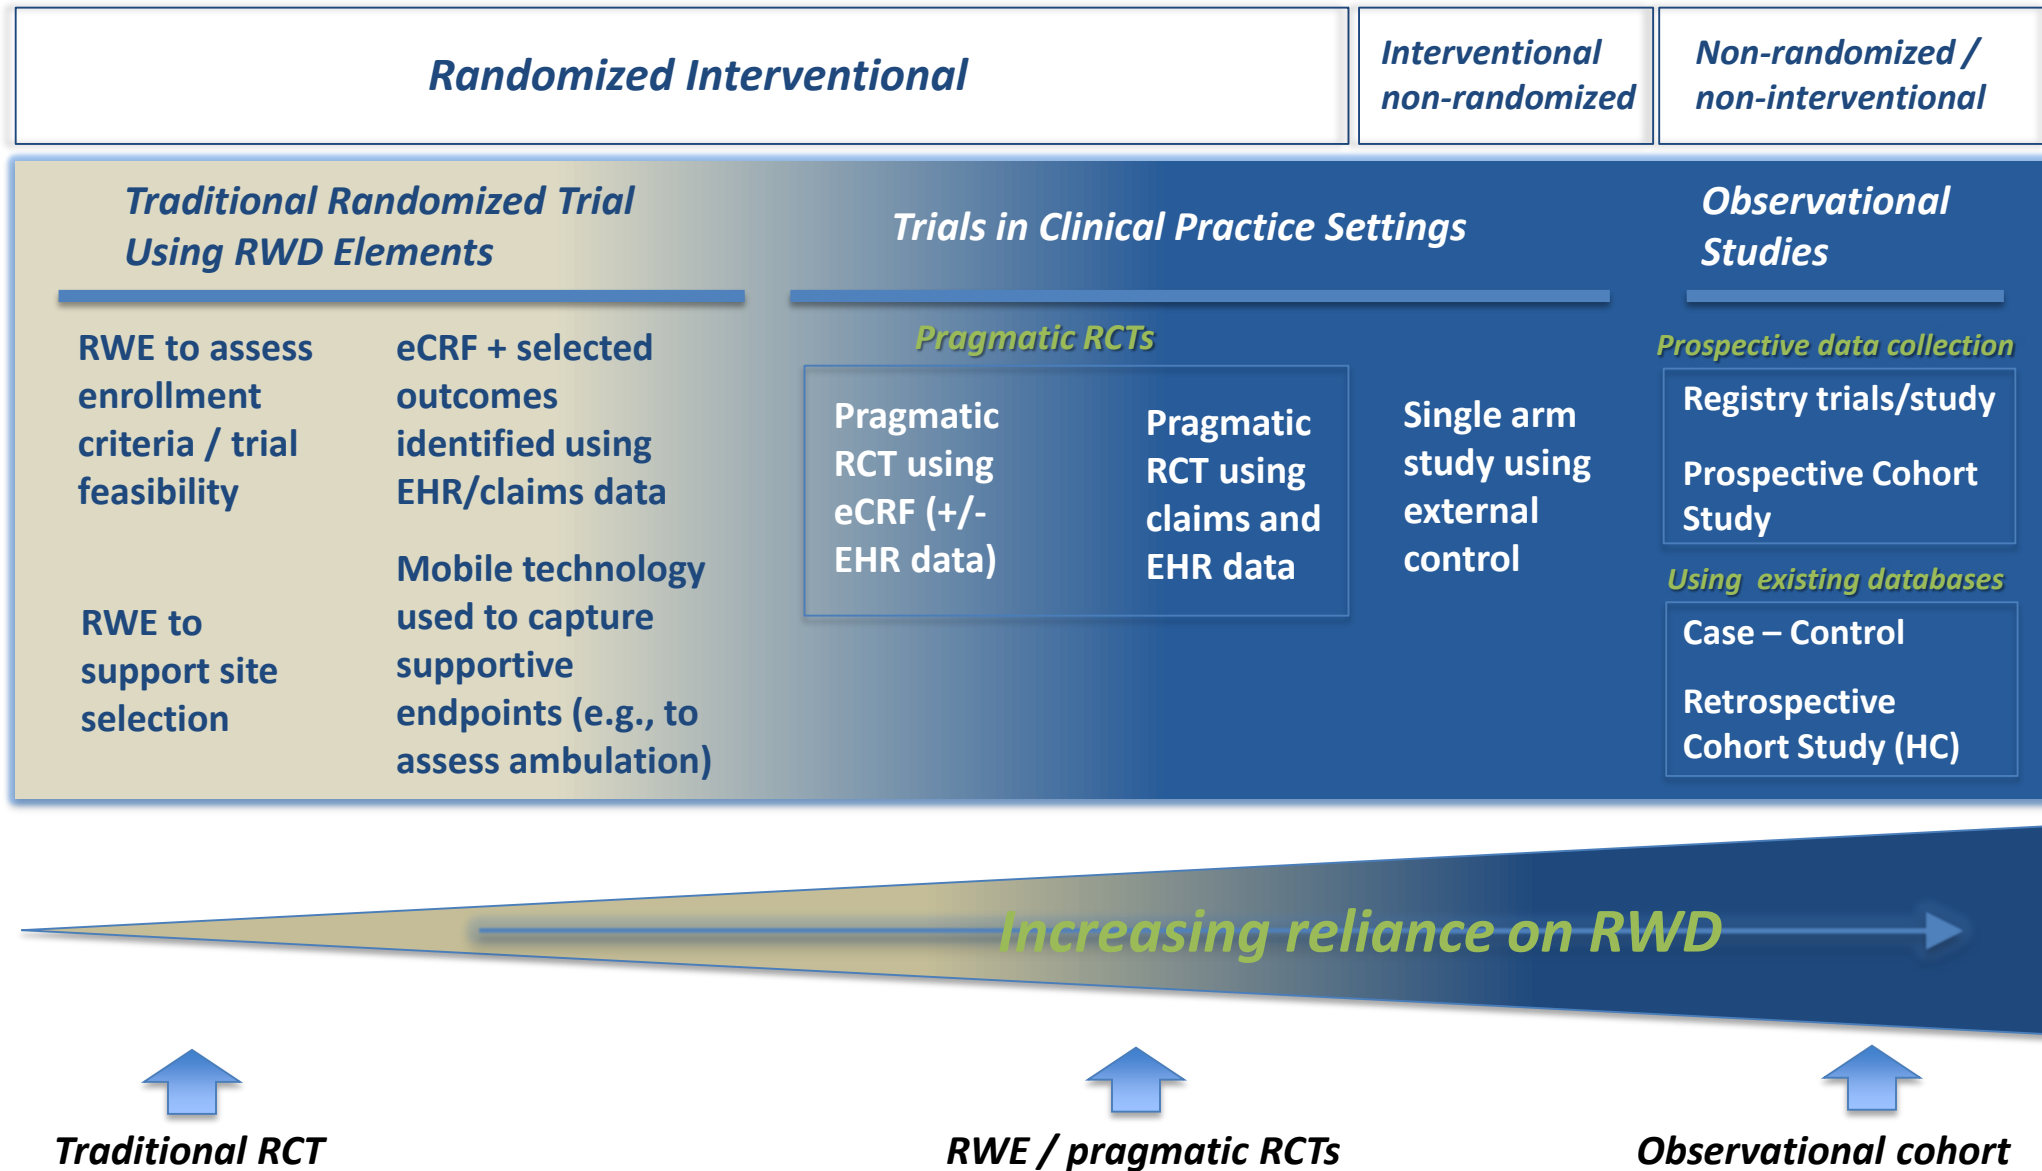 Randomized Interventional
Interventional
non-randomized
Non-randomized /
non-interventional
Traditional Randomized Trial
Using RWD Elements
Trials in Clinical Practice Settings
Observational
Studies
RWE to assess
enrollment
criteria / trial
feasibility
RWE to
support site
selection
eCRF + selected
outcomes
identified using
EHR/claims data
Mobile technology
used to capture
supportive
endpoints (e.g., to
assess ambulation)
Pragmatic RCTs
Pragmatic
RCT using
eCRF (+/-
EHR data)
Pragmatic
RCT using
claims and
EHR data
Single arm
study using
external
control
Prospective data collection
Registry trials/study
Prospective Cohort
Study
Using existing databases
Case – Control
Retrospective
Cohort Study (HC)
Increasing reliance on RWD
Traditional RCT
RWE / pragmatic RCTs
Observational cohort